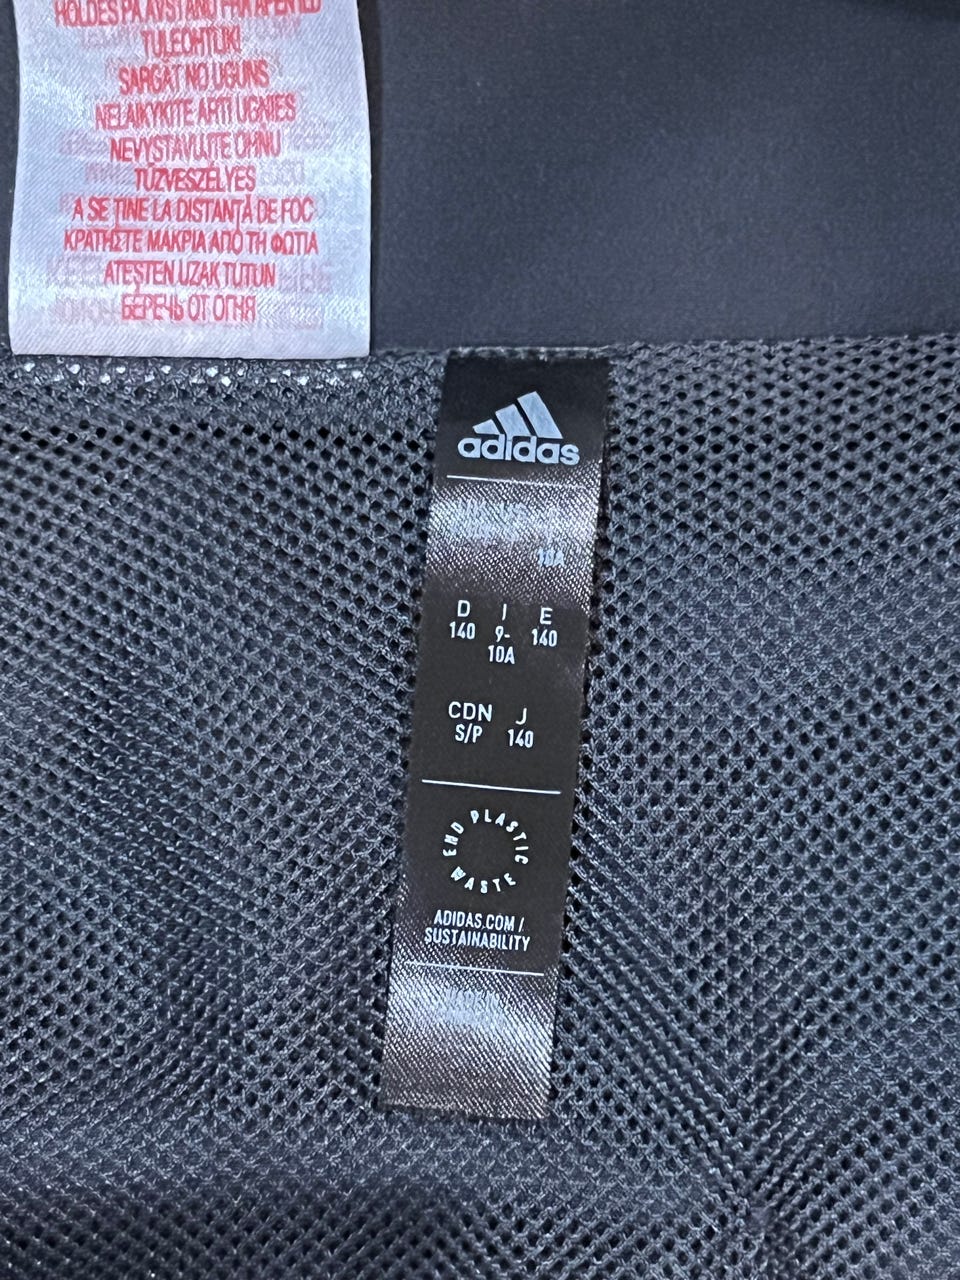 HOLDES PÅ AVSTAND FRA ÅPEN ILD
TULEOHTLIK!
SARGĀT NO UGUNS
NELAIKYKITE ARTI UGNIES
NEVYSTAVUJTE OHNU
TŰZVESZÉLYES
A SE ŢINE LA DISTANŢĂ DE FOC
ΚΡΑΤΗΣΤΕ ΜΑΚΡΙΑ ΑΠΟ ΤΗ ΦΩΤΙΑ
ATEŞTEN UZAK TUTUN
БЕРЕЧЬ ОТ ОГНЯ
adidas
D I E
140 9- 140
10A
CDN J
S/P 140
END PLASTIC WASTE
ADIDAS.COM/
SUSTAINABILITY